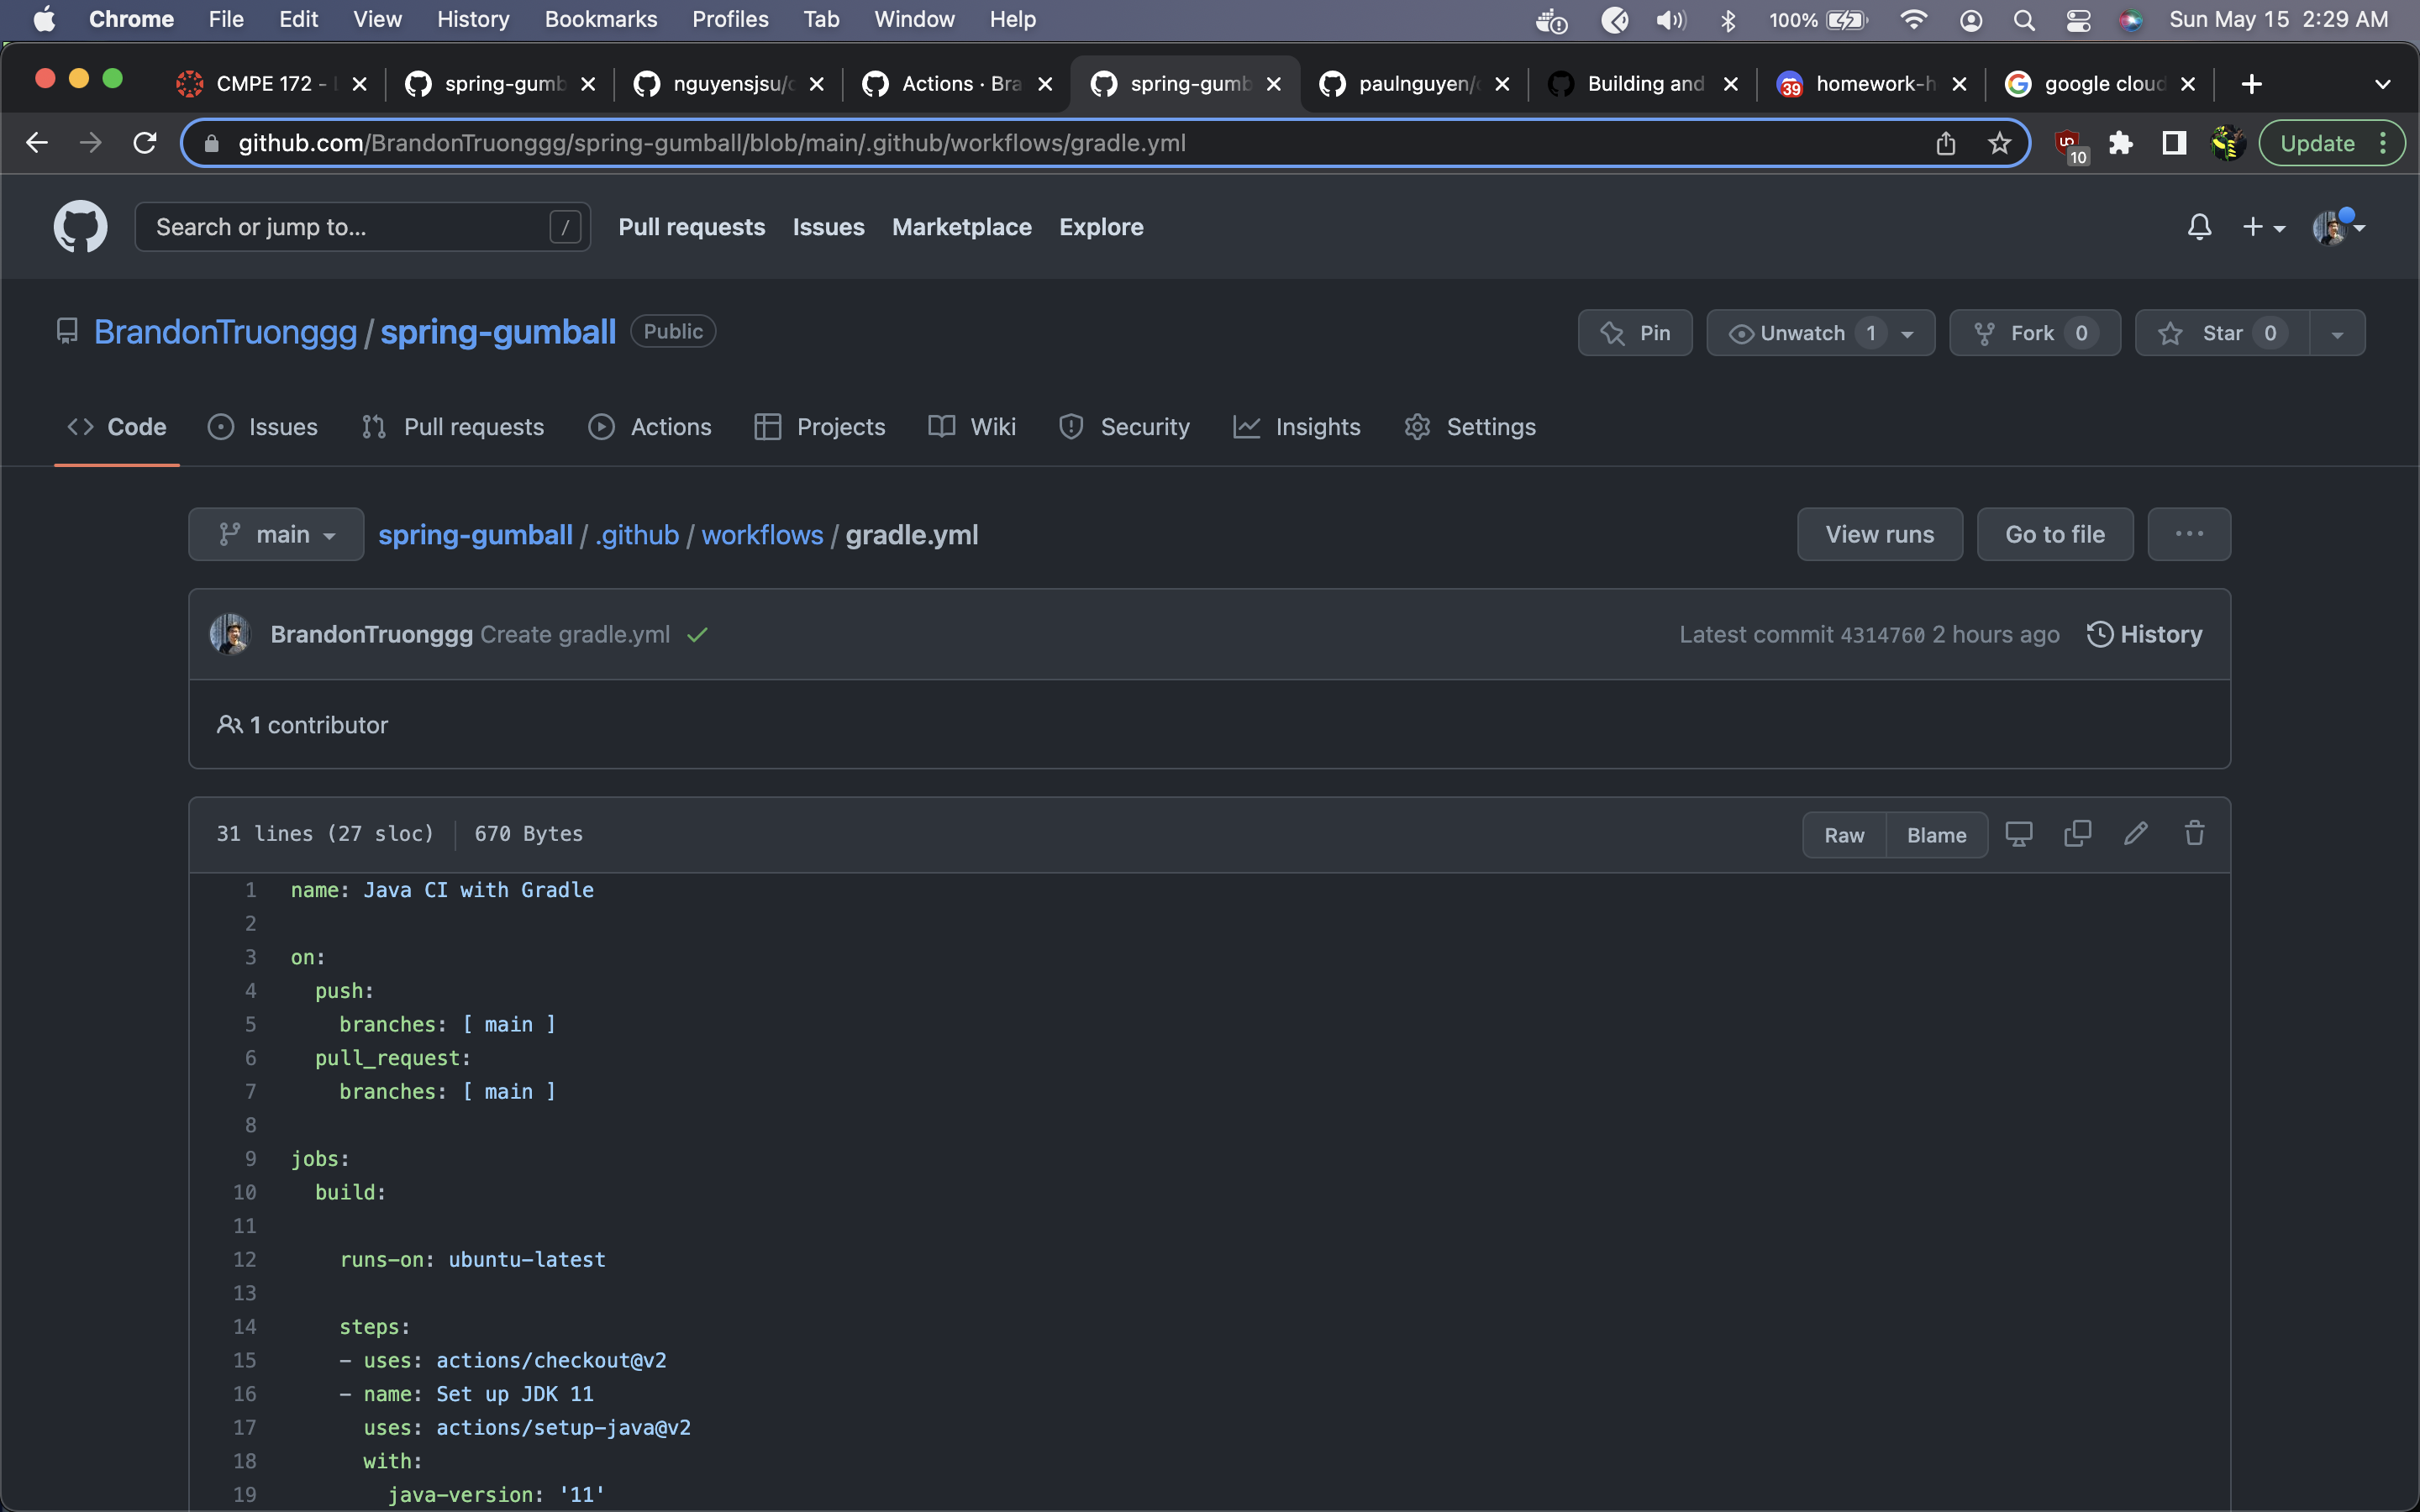 Chrome File Edit View History Bookmarks Profiles Tab Window Help 100% Sun May 15 2:29 AM
CMPE 172 - spring-gumb nguyensjsu/ Actions · Bra spring-gumb paulnguyen/ Building and 39 homework-h google cloud
github.com/BrandonTruonggg/spring-gumball/blob/main/.github/workflows/gradle.yml 10 Update
Search or jump to... / Pull requests Issues Marketplace Explore
BrandonTruonggg / spring-gumball Public Pin Unwatch 1 Fork 0 Star 0
Code Issues Pull requests Actions Projects Wiki Security Insights Settings
main spring-gumball / .github / workflows / gradle.yml View runs Go to file ...
BrandonTruonggg Create gradle.yml Latest commit 4314760 2 hours ago History
1 contributor
31 lines (27 sloc) 670 Bytes Raw Blame
1 name: Java CI with Gradle
2
3 on:
4 push:
5 branches: [ main ]
6 pull_request:
7 branches: [ main ]
8
9 jobs:
10 build:
11
12 runs-on: ubuntu-latest
13
14 steps:
15 - uses: actions/checkout@v2
16 - name: Set up JDK 11
17 uses: actions/setup-java@v2
18 with:
19 java-version: '11'